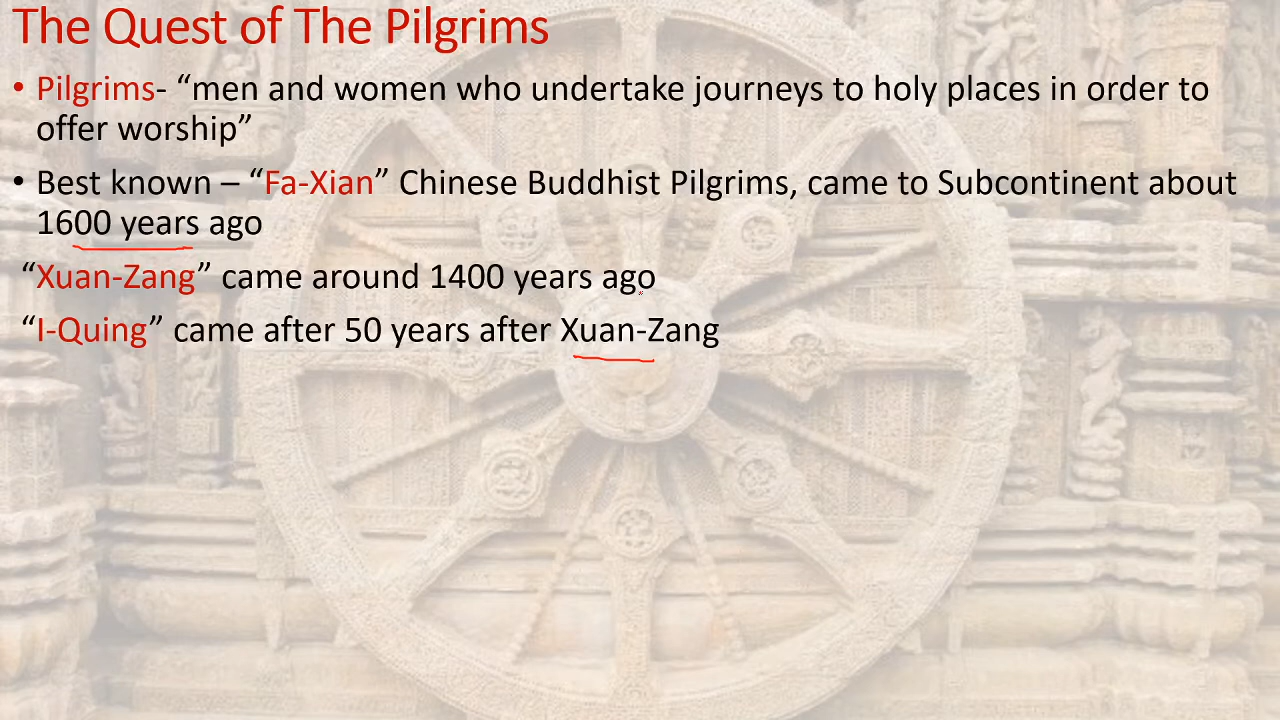 The Quest of The Pilgrims
• Pilgrims- “men and women who undertake journeys to holy places in order to
offer worship”
• Best known – “Fa-Xian” Chinese Buddhist Pilgrims, came to Subcontinent about
1600 years ago
“Xuan-Zang” came around 1400 years ago
“I-Quing” came after 50 years after Xuan-Zang